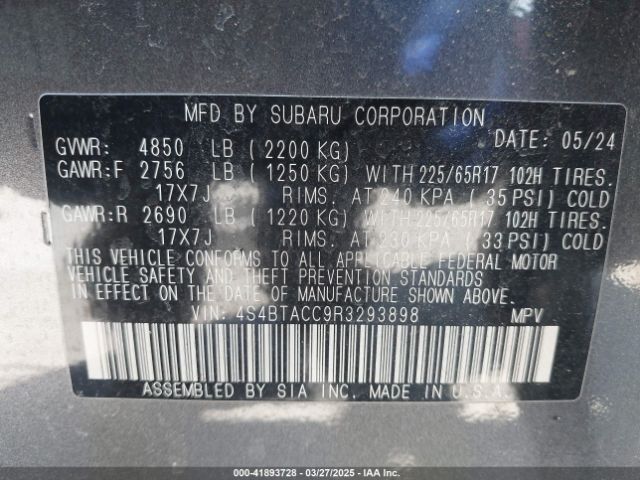 MFD BY SUBARU CORPORATION
DATE: 05/24
GVWR: 4850 LB (2200 KG)
GAWR:F 2756 LB (1250 KG) WITH 225/65R17 102H TIRES.
17X7J RIMS. AT 240 KPA (35 PSI) COLD
GAWR:R 2690 LB (1220 KG) WITH 225/65R17 102H TIRES.
17X7J RIMS. AT 230 KPA (33 PSI) COLD
THIS VEHICLE CONFORMS TO ALL APPLICABLE FEDERAL MOTOR
VEHICLE SAFETY AND THEFT PREVENTION STANDARDS
IN EFFECT ON THE DATE OF MANUFACTURE SHOWN ABOVE.
VIN: 4S4BTACC9R3293898 MPV
ASSEMBLED BY SIA INC. MADE IN U.S.A.
000-41893728 — 03/27/2025 — IAA Inc.